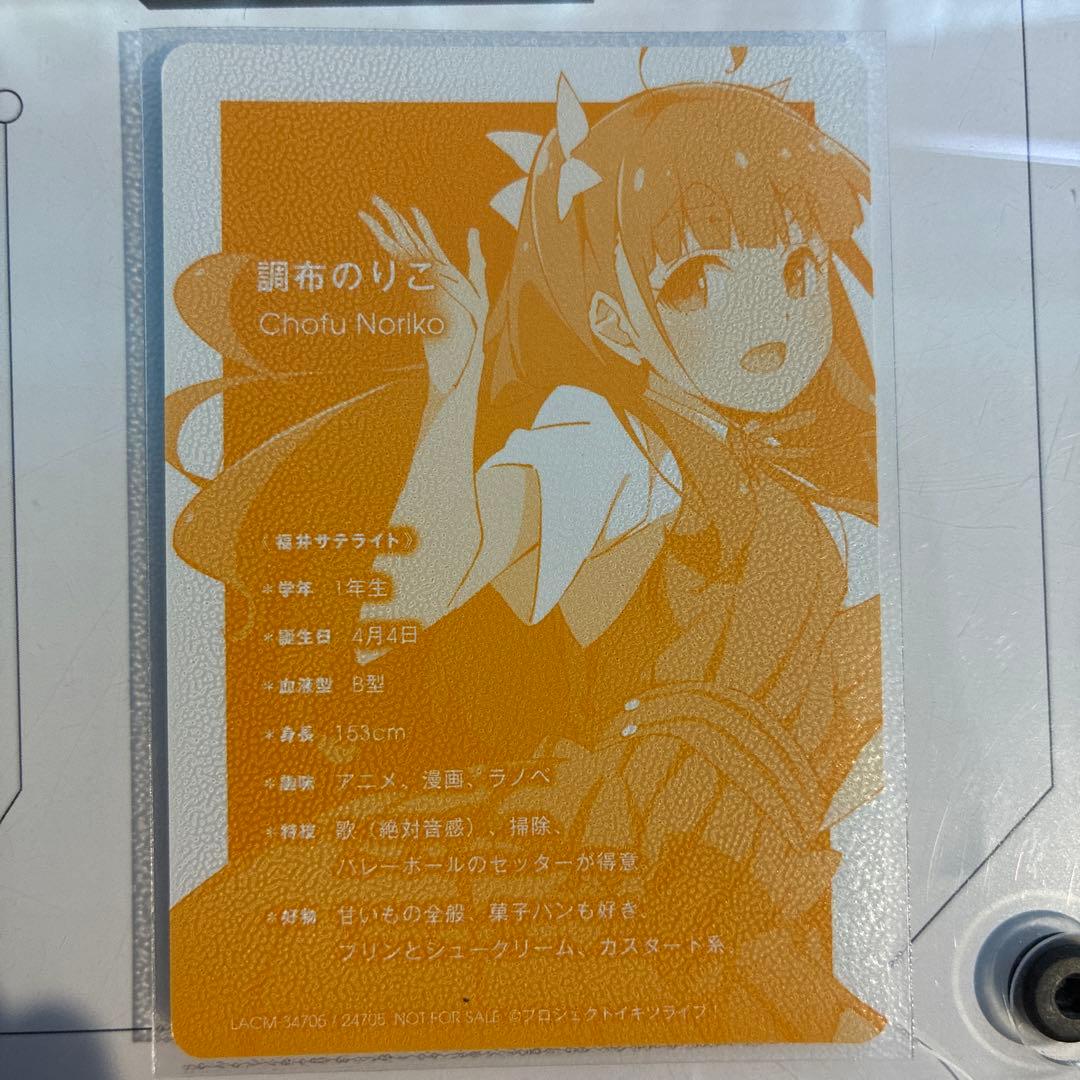 調布のりこ
Chofu Noriko
《福井サテライト》
＊学年 1年生
＊誕生日 4月4日
＊血液型 B型
＊身長 153cm
＊趣味 アニメ、漫画、ラノベ
＊特技 歌（絶対音感）、掃除、
バレーボールのセッターが得意
＊好物 甘いもの全般、菓子パンも好き、
プリンとシュークリーム、カスタード系。
LACM-34705 / 24705 NOT FOR SALE ©プロジェクトイキヅライブ！